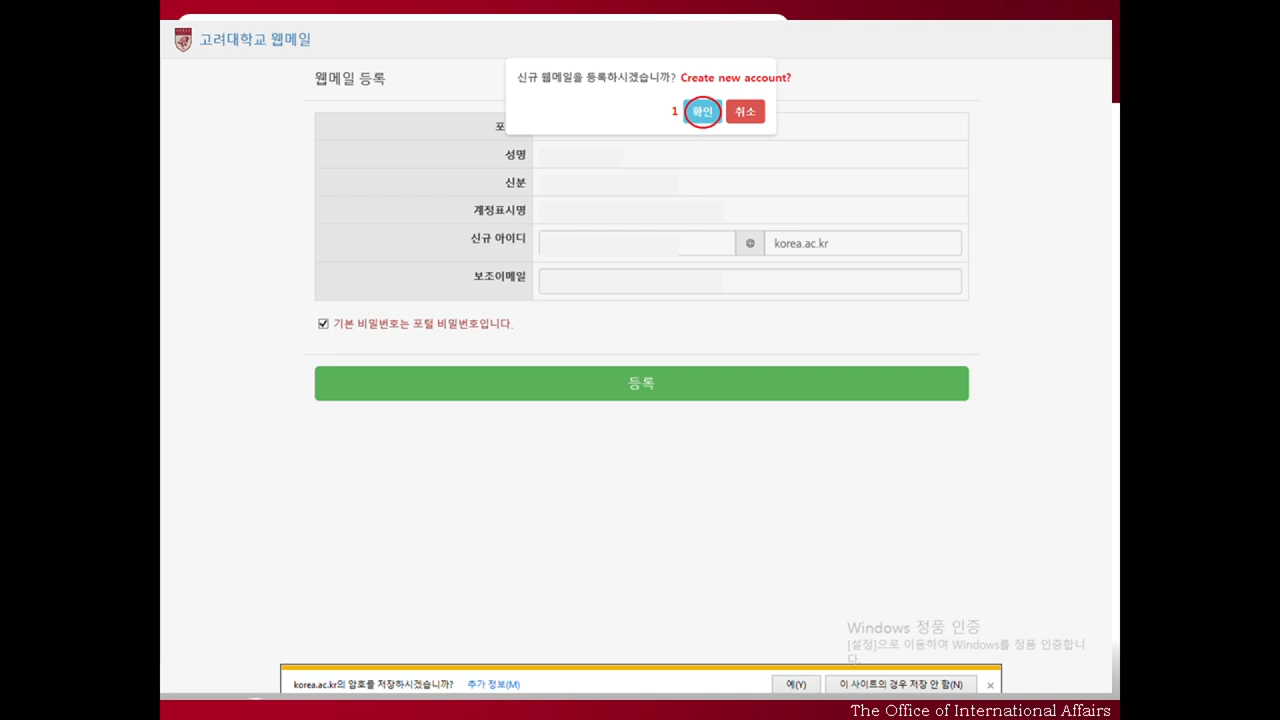 고려대학교 웹메일
웹메일 등록
신규 웹메일을 등록하시겠습니까? Create new account?
1 확인 취소
포
성명
신분
계정표시명
신규 아이디 @ korea.ac.kr
보조이메일
기본 비밀번호는 포털 비밀번호입니다.
등록
Windows 정품 인증
[설정]으로 이동하여 Windows를 정품 인증합니
다.
korea.ac.kr의 암호를 저장하시겠습니까? 추가 정보(M) 예(Y) 이 사이트의 경우 저장 안 함(N) ×
The Office of International Affairs